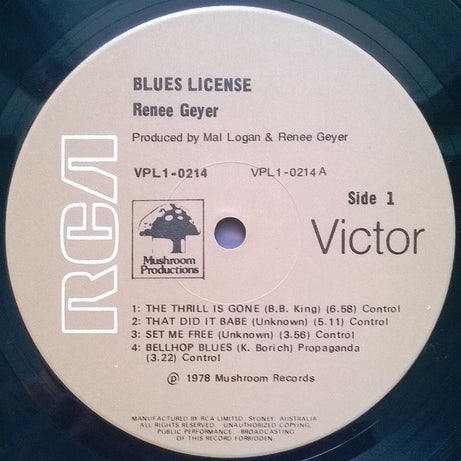 BLUES LICENSE
Renee Geyer
Produced by Mal Logan & Renee Geyer
VPL1-0214 VPL1-0214 A
Side 1
RCA
Mushroom
Productions
Victor
1: THE THRILL IS GONE (B.B. King) (6.58) Control
2: THAT DID IT BABE (Unknown) (5.11) Control
3: SET ME FREE (Unknown) (3.56) Control
4: BELLHOP BLUES (K. Borich) Propaganda
(3.22) Control
℗ 1978 Mushroom Records
MANUFACTURED BY RCA LIMITED, SYDNEY, AUSTRALIA
ALL RIGHTS RESERVED. UNAUTHORIZED COPYING,
PUBLIC PERFORMANCE. BROADCASTING
OF THIS RECORD FORBIDDEN.